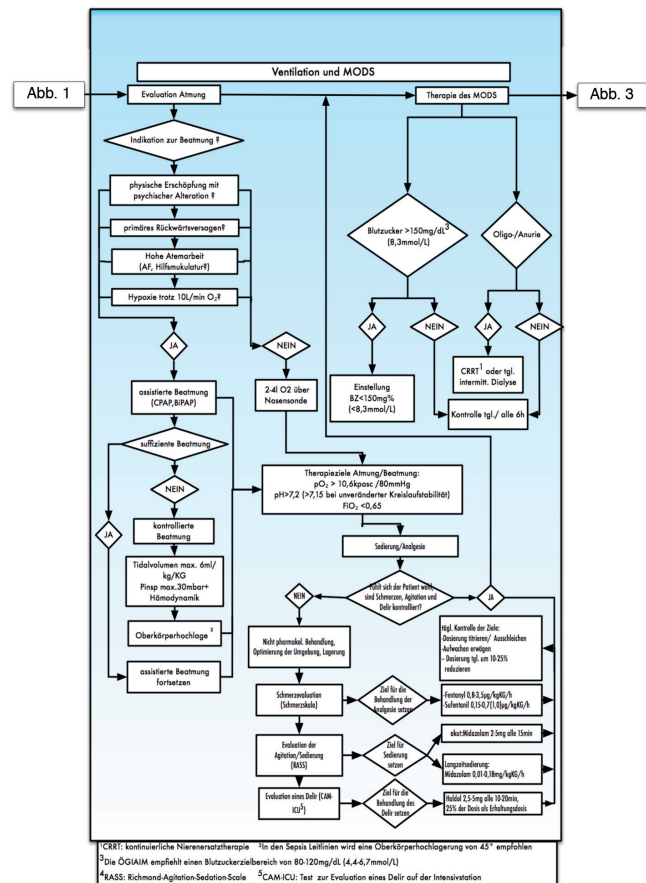 Ventilation und MODS
Abb. 1
Evaluation Atmung
Therapie des MODS
Abb. 3
Indikation zur Beatmung ?
physische Erschöpfung mit
psychischer Alteration ?
primäres Rückwärtsversagen?
Hohe Atemarbeit
(AF, Hilfsmukulatur?)
Hypoxie trotz 10L/min O₂?
JA
NEIN
assistierte Beatmung
(CPAP,BiPAP)
2-4l O2 über
Nasensonde
suffiziente Beatmung
NEIN
JA
kontrollierte
Beatmung
Tidalvolumen max. 6ml/
kg/KG
Pinsp max.30mbar+
Hämodynamik
Oberkörperhochlage ²
assistierte Beatmung
fortsetzen
Blutzucker >150mg/dL³
(8,3mmol/L)
Oligo-/Anurie
JA
NEIN
JA
NEIN
Einstellung
BZ<150mg%
(<8,3mmol/L)
CRRT¹ oder tgl.
intermitt. Dialyse
Kontrolle tgl./ alle 6h
Therapieziele Atmung/Beatmung:
pO₂ > 10,6kpasc /80mmHg
pH>7,2 (>7,15 bei unveränderter Kreislaufstabilität)
FiO₂ <0,65
Sedierung/Analgesie
Fühlt sich der Patient wohl,
sind Schmerzen, Agitation und
Delir kontrolliert?
NEIN
JA
Nicht pharmakol. Behandlung,
Optimierung der Umgebung, Lagerung
tägl. Kontrolle der Ziele:
-Dosierung titrieren/ Ausschleichen
-Aufwachen erwägen
- Dosierung tgl. um 10-25%
reduzieren
Schmerzevaluation
(Schmerzskala)
Ziel für die
Behandlung der
Analgesie setzen
-Fentanyl 0,8-3,5µg/kgKG/h
-Sufentanil 0,15-0,7(1,0)µg/kgKG/h
Evaluation der
Agitation/Sedierung
(RASS)
Ziel für
Sedierung
setzen
akut:Midazolam 2-5mg alle 15min
Langzeitsedierung:
Midazolam 0,01-0,18mg/kgKG/h
Evaluation eines Delir (CAM-
ICU⁵)
Ziel für die
Behandlung des
Delir setzen
Haldol 2,5-5mg alle 10-20min,
25% der Dosis als Erhaltungsdosis
¹CRRT: kontinuierliche Nierenersatztherapie ²In den Sepsis Leitlinien wird eine Oberkörperhochlagerung von 45° empfohlen
³Die ÖGIAIM empfiehlt einen Blutzuckerzielbereich von 80-120mg/dL (4,4-6,7mmol/L)
⁴RASS: Richmond-Agitation-Sedation-Scale ⁵CAM-ICU: Test zur Evaluation eines Delir auf der Intensivstation